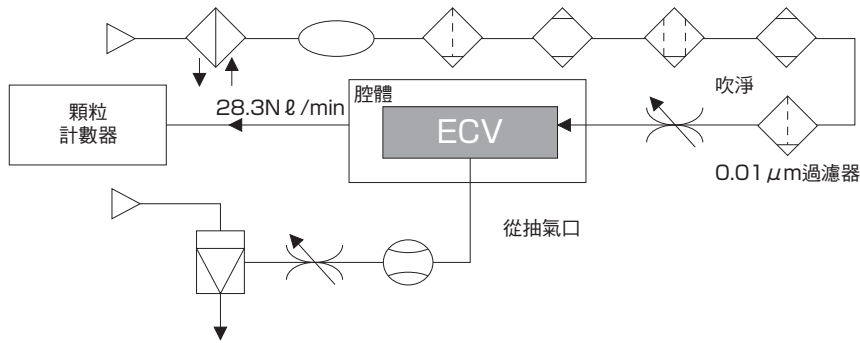 吹淨
腔體
28.3Nℓ/min
顆粒
計數器
ECV
0.01μm過濾器
從抽氣口